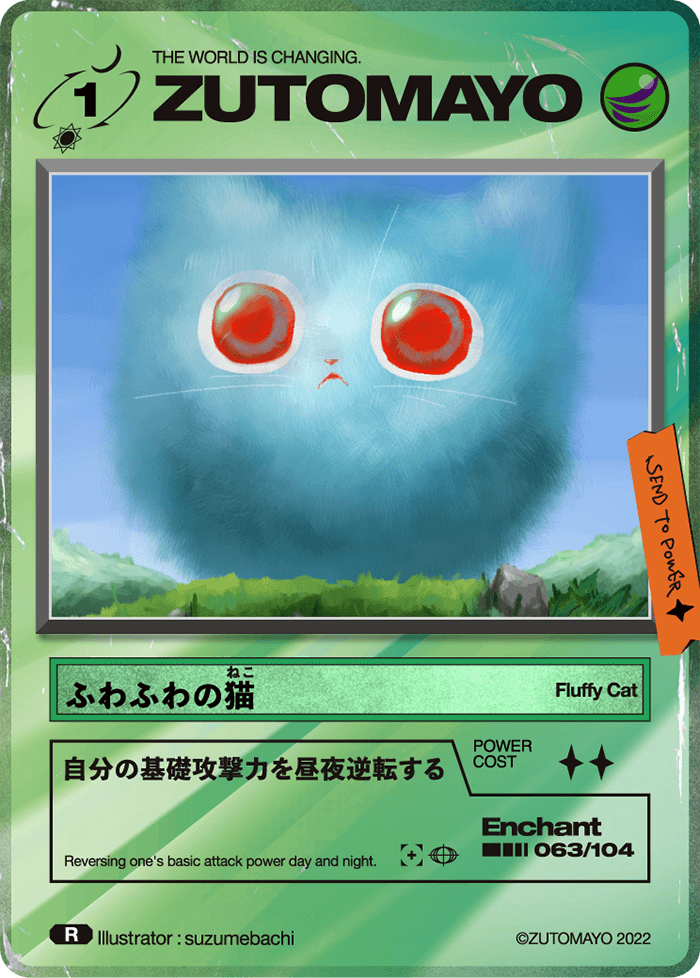 THE WORLD IS CHANGING.
1 ZUTOMAYO
SEND TO POWER
ねこ
ふわふわの猫
Fluffy Cat
自分の基礎攻撃力を昼夜逆転する
POWER
COST
Reversing one's basic attack power day and night.
Enchant
063/104
R Illustrator : suzumebachi
©ZUTOMAYO 2022